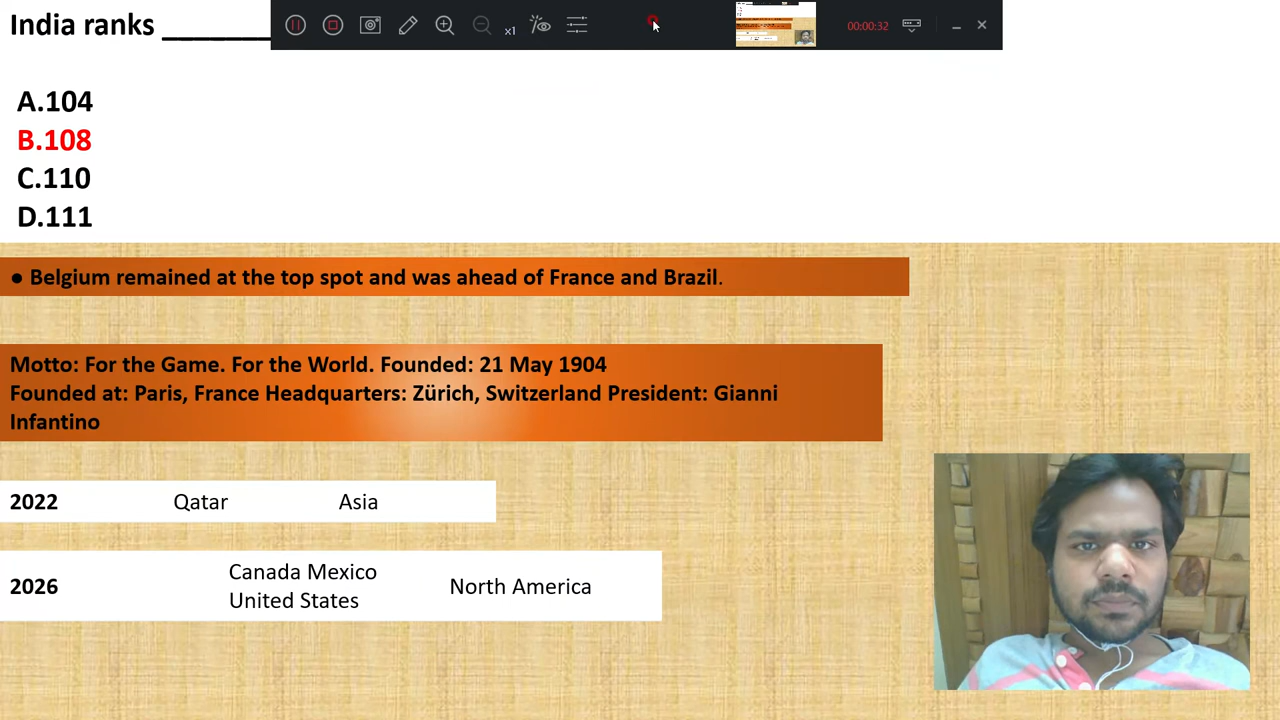 India ranks __________
x1
00:00:32
A.104
B.108
C.110
D.111
● Belgium remained at the top spot and was ahead of France and Brazil.
Motto: For the Game. For the World. Founded: 21 May 1904
Founded at: Paris, France Headquarters: Zürich, Switzerland President: Gianni
Infantino
2022 Qatar Asia
Canada Mexico
2026 North America
United States